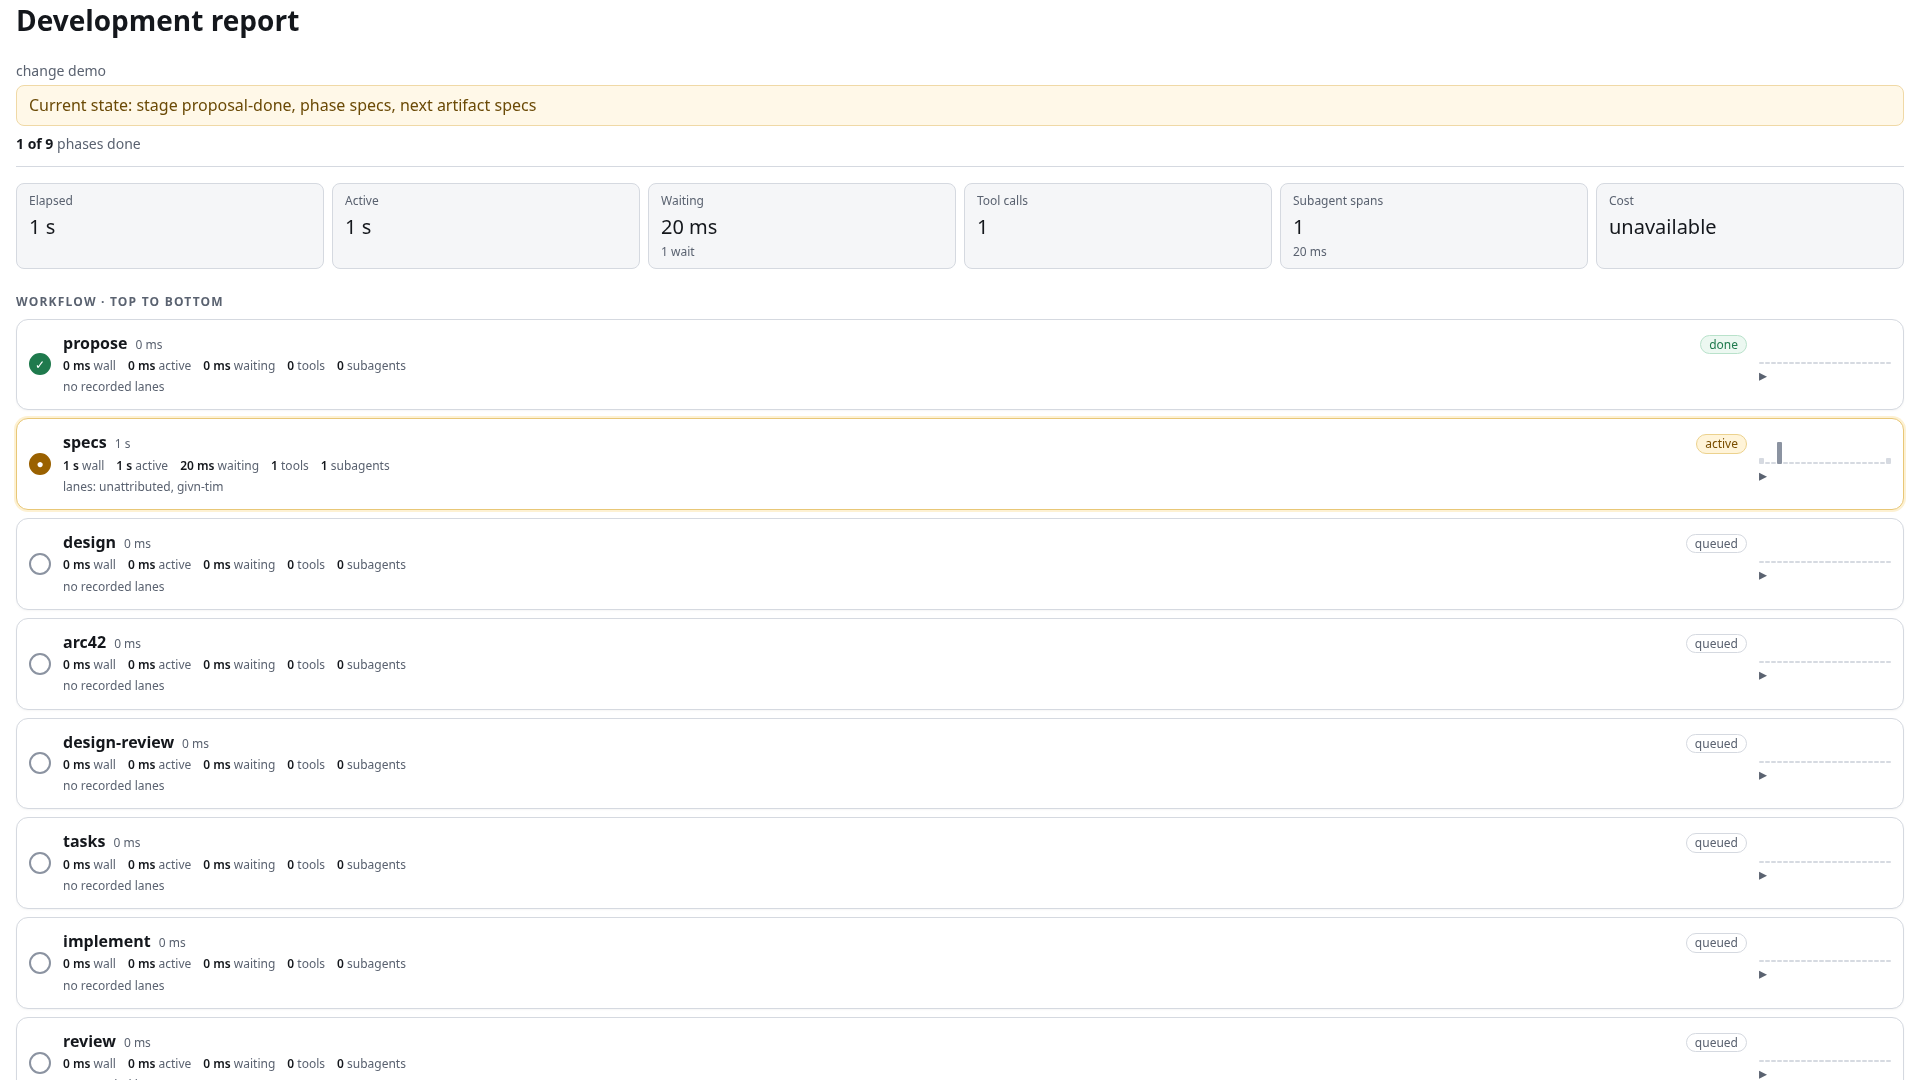 Development report
change demo
Current state: stage proposal-done, phase specs, next artifact specs
1 of 9 phases done
Elapsed
1 s
Active
1 s
Waiting
20 ms
1 wait
Tool calls
1
Subagent spans
1
20 ms
Cost
unavailable
WORKFLOW · TOP TO BOTTOM
✓
propose 0 ms
0 ms wall 0 ms active 0 ms waiting 0 tools 0 subagents
no recorded lanes
done
▶
specs 1 s
1 s wall 1 s active 20 ms waiting 1 tools 1 subagents
lanes: unattributed, givn-tim
active
▶
design 0 ms
0 ms wall 0 ms active 0 ms waiting 0 tools 0 subagents
no recorded lanes
queued
▶
arc42 0 ms
0 ms wall 0 ms active 0 ms waiting 0 tools 0 subagents
no recorded lanes
queued
▶
design-review 0 ms
0 ms wall 0 ms active 0 ms waiting 0 tools 0 subagents
no recorded lanes
queued
▶
tasks 0 ms
0 ms wall 0 ms active 0 ms waiting 0 tools 0 subagents
no recorded lanes
queued
▶
implement 0 ms
0 ms wall 0 ms active 0 ms waiting 0 tools 0 subagents
no recorded lanes
queued
▶
review 0 ms
0 ms wall 0 ms active 0 ms waiting 0 tools 0 subagents
queued
▶